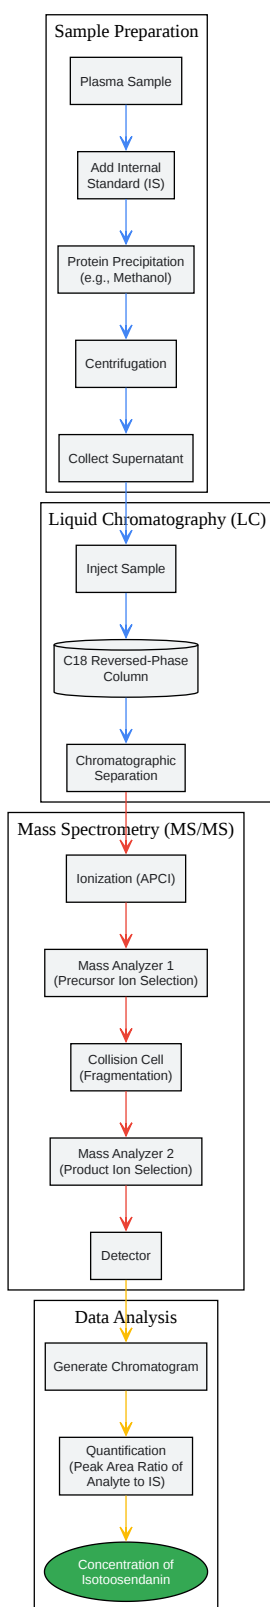 Sample Preparation
Plasma Sample
Add Internal
Standard (IS)
Protein Precipitation
(e.g., Methanol)
Centrifugation
Collect Supernatant
Liquid Chromatography (LC)
Inject Sample
C18 Reversed-Phase
Column
Chromatographic
Separation
Mass Spectrometry (MS/MS)
Ionization (APCI)
Mass Analyzer 1
(Precursor Ion Selection)
Collision Cell
(Fragmentation)
Mass Analyzer 2
(Product Ion Selection)
Detector
Data Analysis
Generate Chromatogram
Quantification
(Peak Area Ratio of
Analyte to IS)
Concentration of
Isotoosendanin